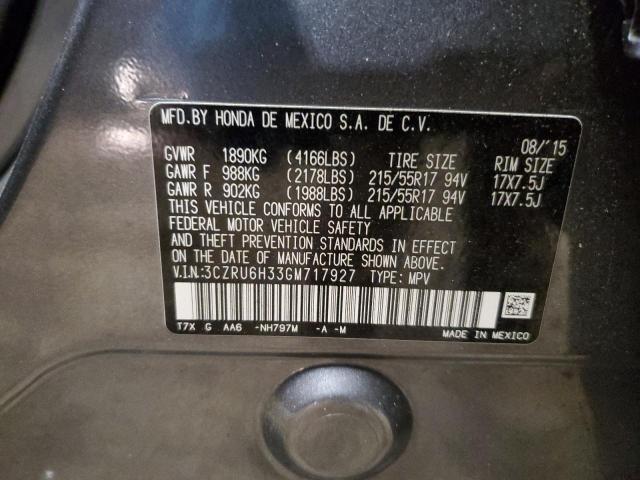 MFD.BY HONDA DE MEXICO S.A. DE C.V.
08/'15
GVWR 1890KG (4166LBS) TIRE SIZE RIM SIZE
GAWR F 988KG (2178LBS) 215/55R17 94V 17X7.5J
GAWR R 902KG (1988LBS) 215/55R17 94V 17X7.5J
THIS VEHICLE CONFORMS TO ALL APPLICABLE
FEDERAL MOTOR VEHICLE SAFETY
AND THEFT PREVENTION STANDARDS IN EFFECT
ON THE DATE OF MANUFACTURE SHOWN ABOVE.
V.I.N:3CZRU6H33GM717927 TYPE: MPV
T7X G AA6 -NH797M -A -M MADE IN MEXICO